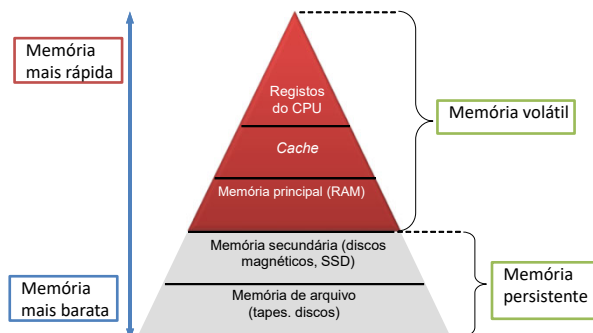 Memória
mais rápida
Registos
do CPU
Cache
Memória principal (RAM)
Memória volátil
Memória secundária (discos
magnéticos, SSD)
Memória de arquivo
(tapes. discos)
Memória
mais barata
Memória
persistente